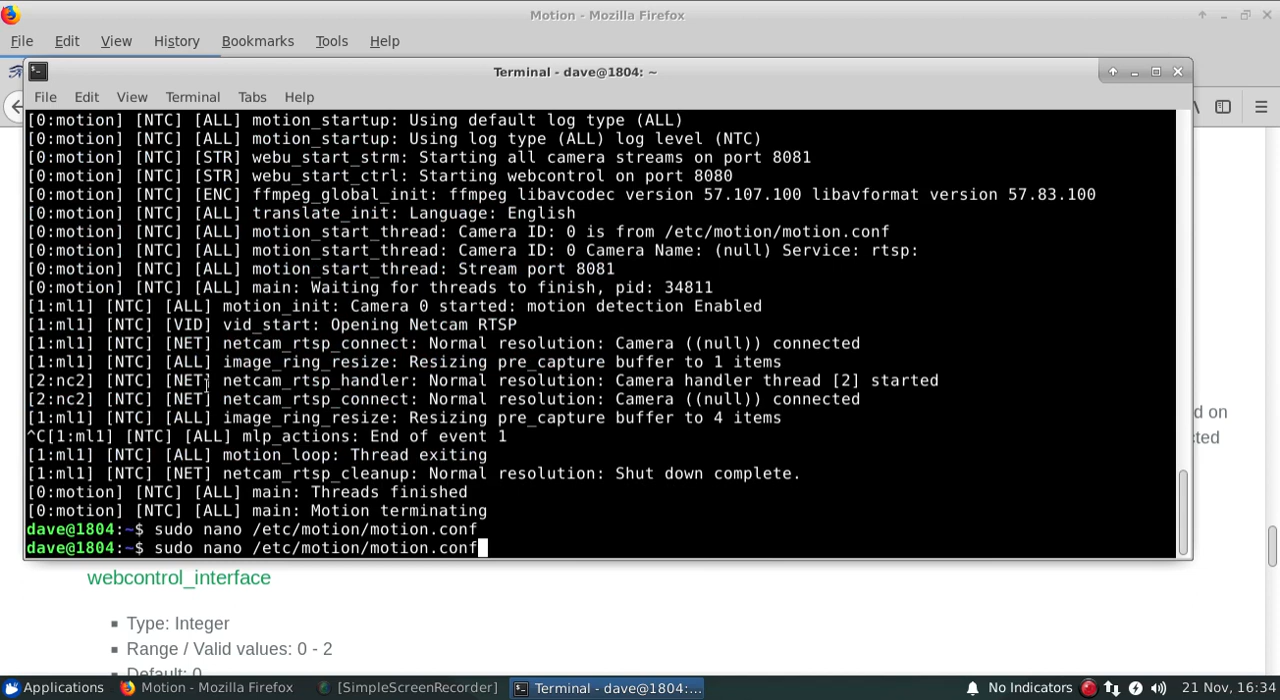 Motion - Mozilla Firefox
File Edit View History Bookmarks Tools Help
Terminal - dave@1804: ~
File Edit View Terminal Tabs Help
[0:motion] [NTC] [ALL] motion_startup: Using default log type (ALL)
[0:motion] [NTC] [ALL] motion_startup: Using log type (ALL) log level (NTC)
[0:motion] [NTC] [STR] webu_start_strm: Starting all camera streams on port 8081
[0:motion] [NTC] [STR] webu_start_ctrl: Starting webcontrol on port 8080
[0:motion] [NTC] [ENC] ffmpeg_global_init: ffmpeg libavcodec version 57.107.100 libavformat version 57.83.100
[0:motion] [NTC] [ALL] translate_init: Language: English
[0:motion] [NTC] [ALL] motion_start_thread: Camera ID: 0 is from /etc/motion/motion.conf
[0:motion] [NTC] [ALL] motion_start_thread: Camera ID: 0 Camera Name: (null) Service: rtsp:
[0:motion] [NTC] [ALL] motion_start_thread: Stream port 8081
[0:motion] [NTC] [ALL] main: Waiting for threads to finish, pid: 34811
[1:ml1] [NTC] [ALL] motion_init: Camera 0 started: motion detection Enabled
[1:ml1] [NTC] [VID] vid_start: Opening Netcam RTSP
[1:ml1] [NTC] [NET] netcam_rtsp_connect: Normal resolution: Camera ((null)) connected
[1:ml1] [NTC] [ALL] image_ring_resize: Resizing pre_capture buffer to 1 items
[2:nc2] [NTC] [NET] netcam_rtsp_handler: Normal resolution: Camera handler thread [2] started
[2:nc2] [NTC] [NET] netcam_rtsp_connect: Normal resolution: Camera ((null)) connected
[1:ml1] [NTC] [ALL] image_ring_resize: Resizing pre_capture buffer to 4 items
^C[1:ml1] [NTC] [ALL] mlp_actions: End of event 1
[1:ml1] [NTC] [ALL] motion_loop: Thread exiting
[1:ml1] [NTC] [NET] netcam_rtsp_cleanup: Normal resolution: Shut down complete.
[0:motion] [NTC] [ALL] main: Threads finished
[0:motion] [NTC] [ALL] main: Motion terminating
dave@1804:~$ sudo nano /etc/motion/motion.conf
dave@1804:~$ sudo nano /etc/motion/motion.conf
d on
cted
webcontrol_interface
▪ Type: Integer
▪ Range / Valid values: 0 - 2
Default: 0
Applications Motion - Mozilla Firefox [SimpleScreenRecorder] Terminal - dave@1804:... No Indicators 21 Nov, 16:34